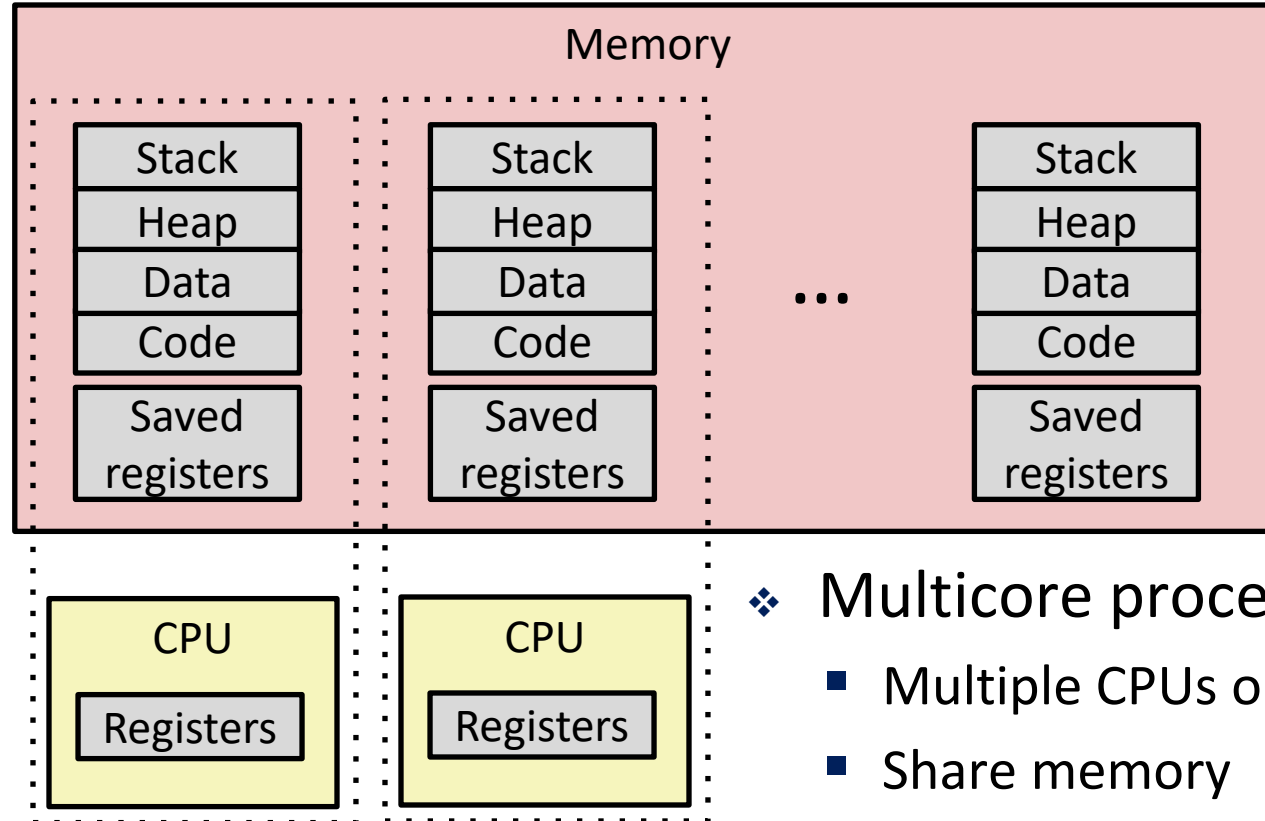 Memory
Stack
Heap
Data
Code
Saved
registers
Stack
Heap
Data
Code
Saved
registers
...
Stack
Heap
Data
Code
Saved
registers
CPU
Registers
CPU
Registers
❖ Multicore proce
▪ Multiple CPUs o
▪ Share memory